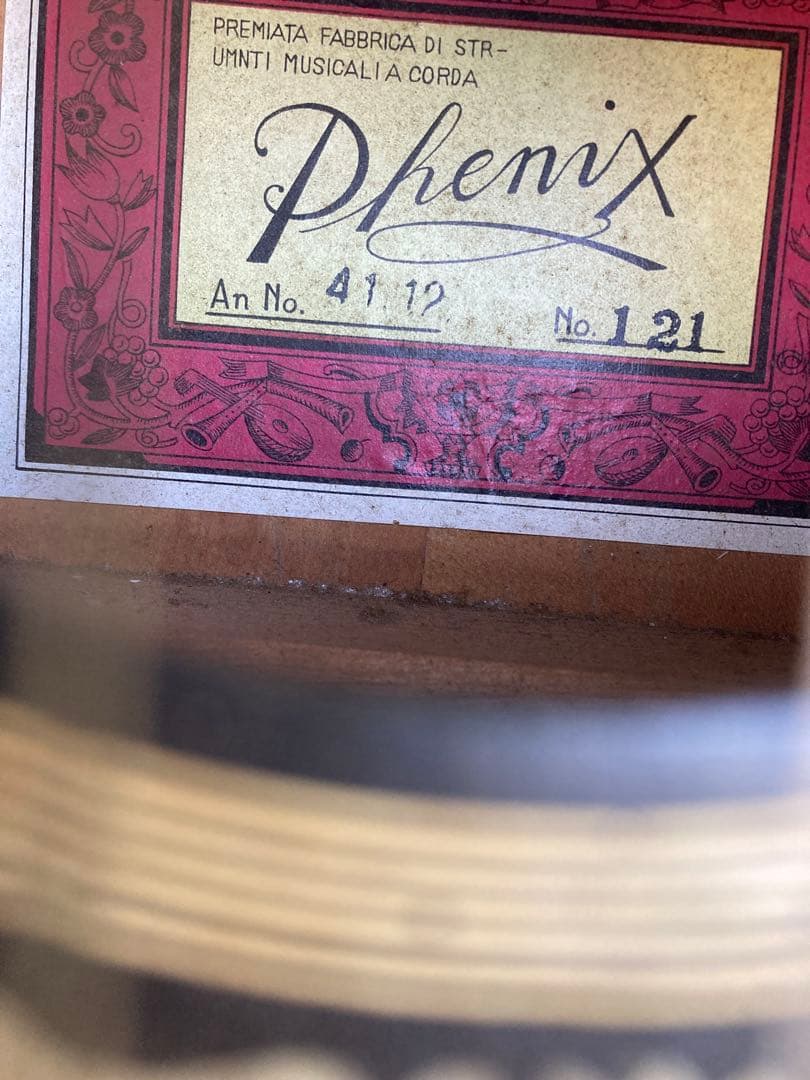 PREMIATA FABBRICA DI STR-
UMNTI MUSICALI A CORDA
Phenix
An No. 41.12. No. 121